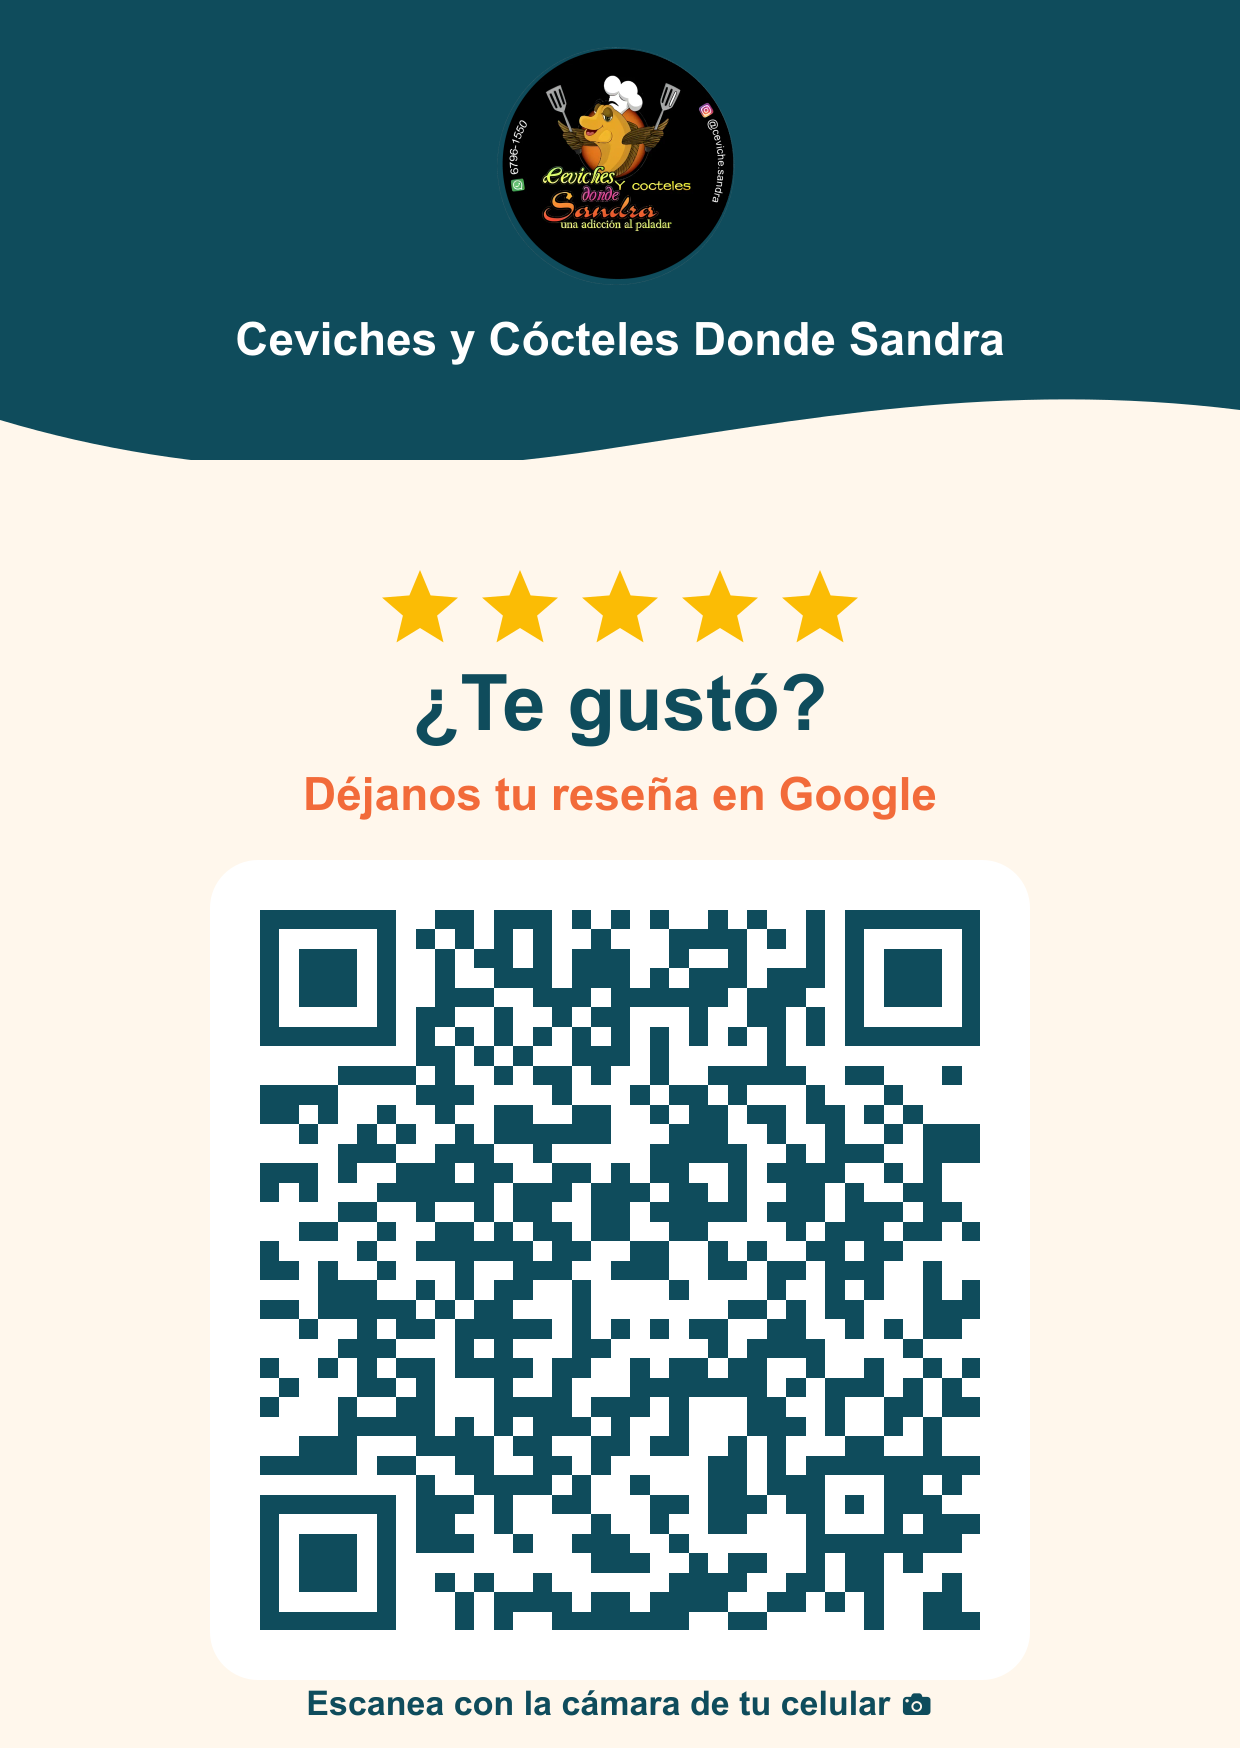 6796-1550
@ceviche.sandra
Ceviches
Y cocteles
donde
Sandra
una adicción al paladar
Ceviches y Cócteles Donde Sandra
¿Te gustó?
Déjanos tu reseña en Google
Escanea con la cámara de tu celular